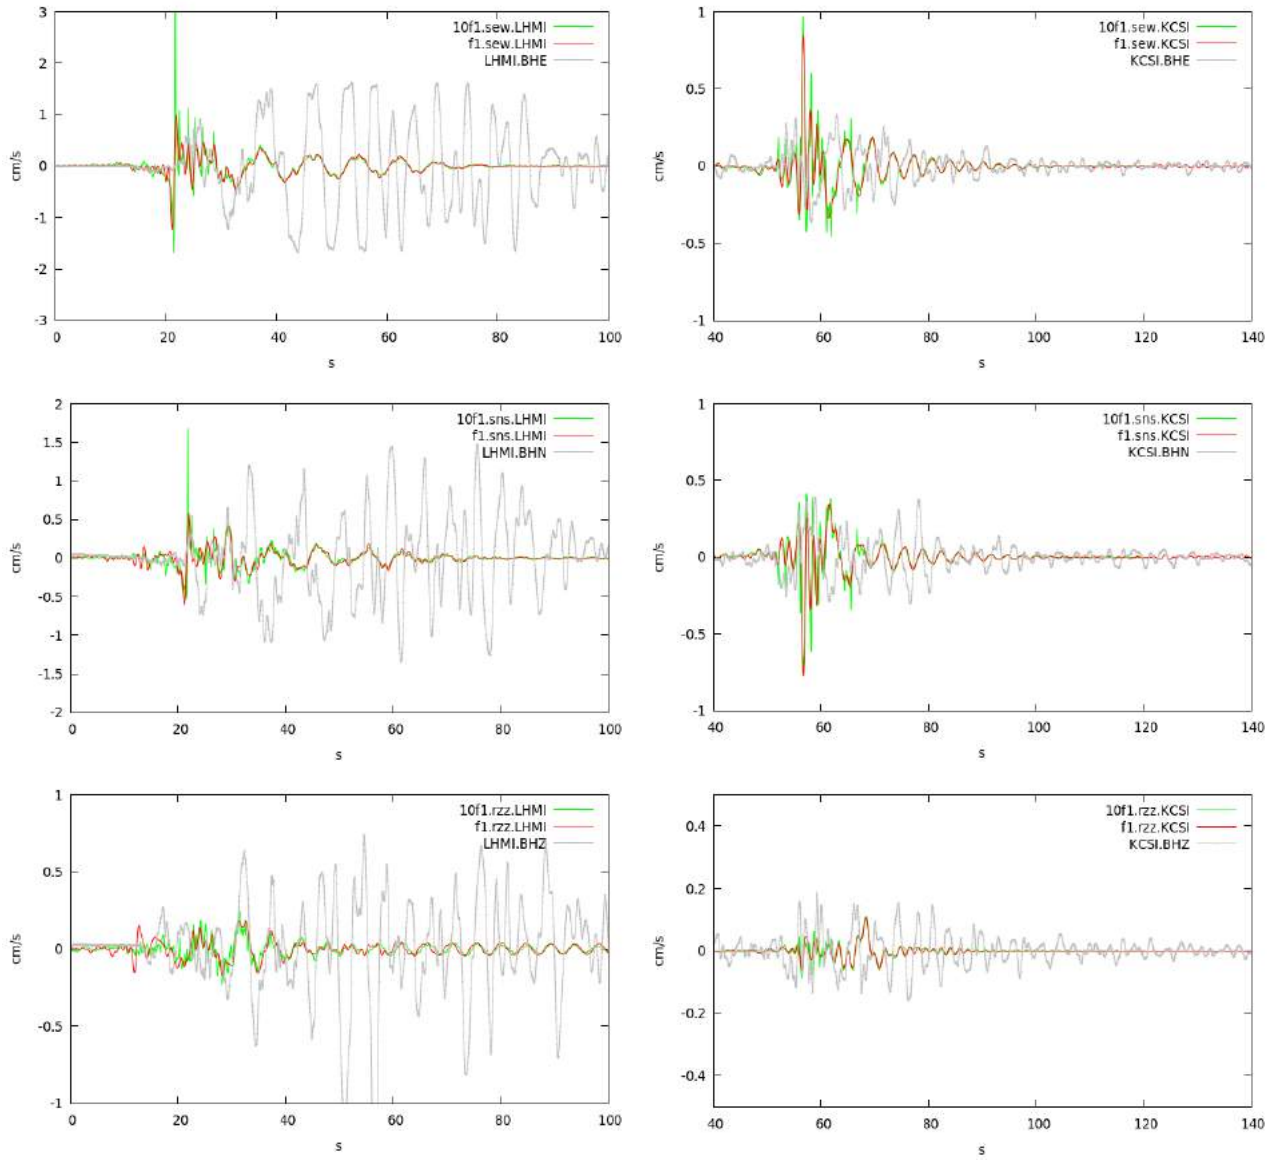 3
2
1
0
-1
-2
-3
cm/s
10f1.sew.LHMI
f1.sew.LHMI
LHMI.BHE
0
20
40
60
80
100
s
1
0.5
0
-0.5
-1
cm/s
10f1.sew.KCSI
f1.sew.KCSI
KCSI.BHE
40
60
80
100
120
140
s
2
1.5
1
0.5
0
-0.5
-1
-1.5
-2
cm/s
10f1.sns.LHMI
f1.sns.LHMI
LHMI.BHN
0
20
40
60
80
100
s
1
0.5
0
-0.5
-1
cm/s
10f1.sns.KCSI
f1.sns.KCSI
KCSI.BHN
40
60
80
100
120
140
s
1
0.5
0
-0.5
-1
cm/s
10f1.rzz.LHMI
f1.rzz.LHMI
LHMI.BHZ
0
20
40
60
80
100
s
0.4
0.2
0
-0.2
-0.4
cm/s
10f1.rzz.KCSI
f1.rzz.KCSI
KCSI.BHZ
40
60
80
100
120
140
s